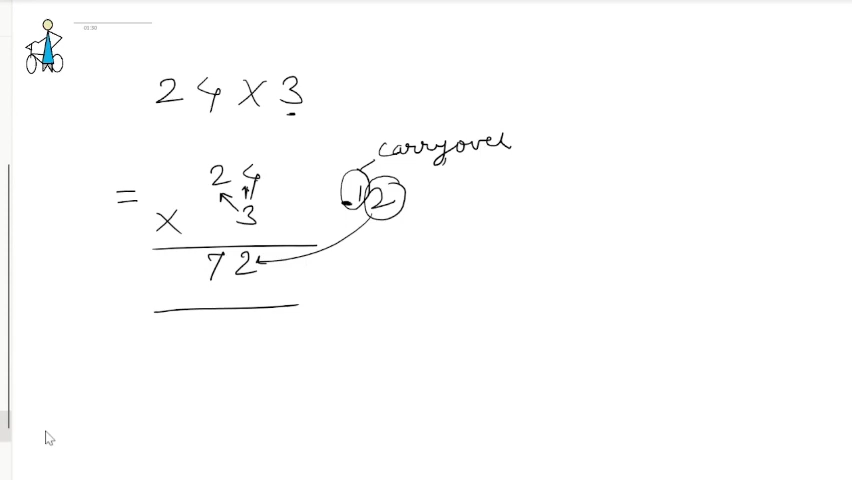 24 x 3
carryover
24
= x 3 12
72